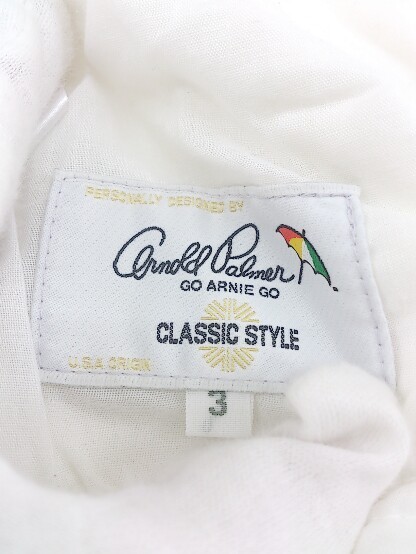 PERSONALLY DESIGNED BY
Arnold Palmer
GO ARNIE GO
CLASSIC STYLE
U.S.A ORIGIN
3